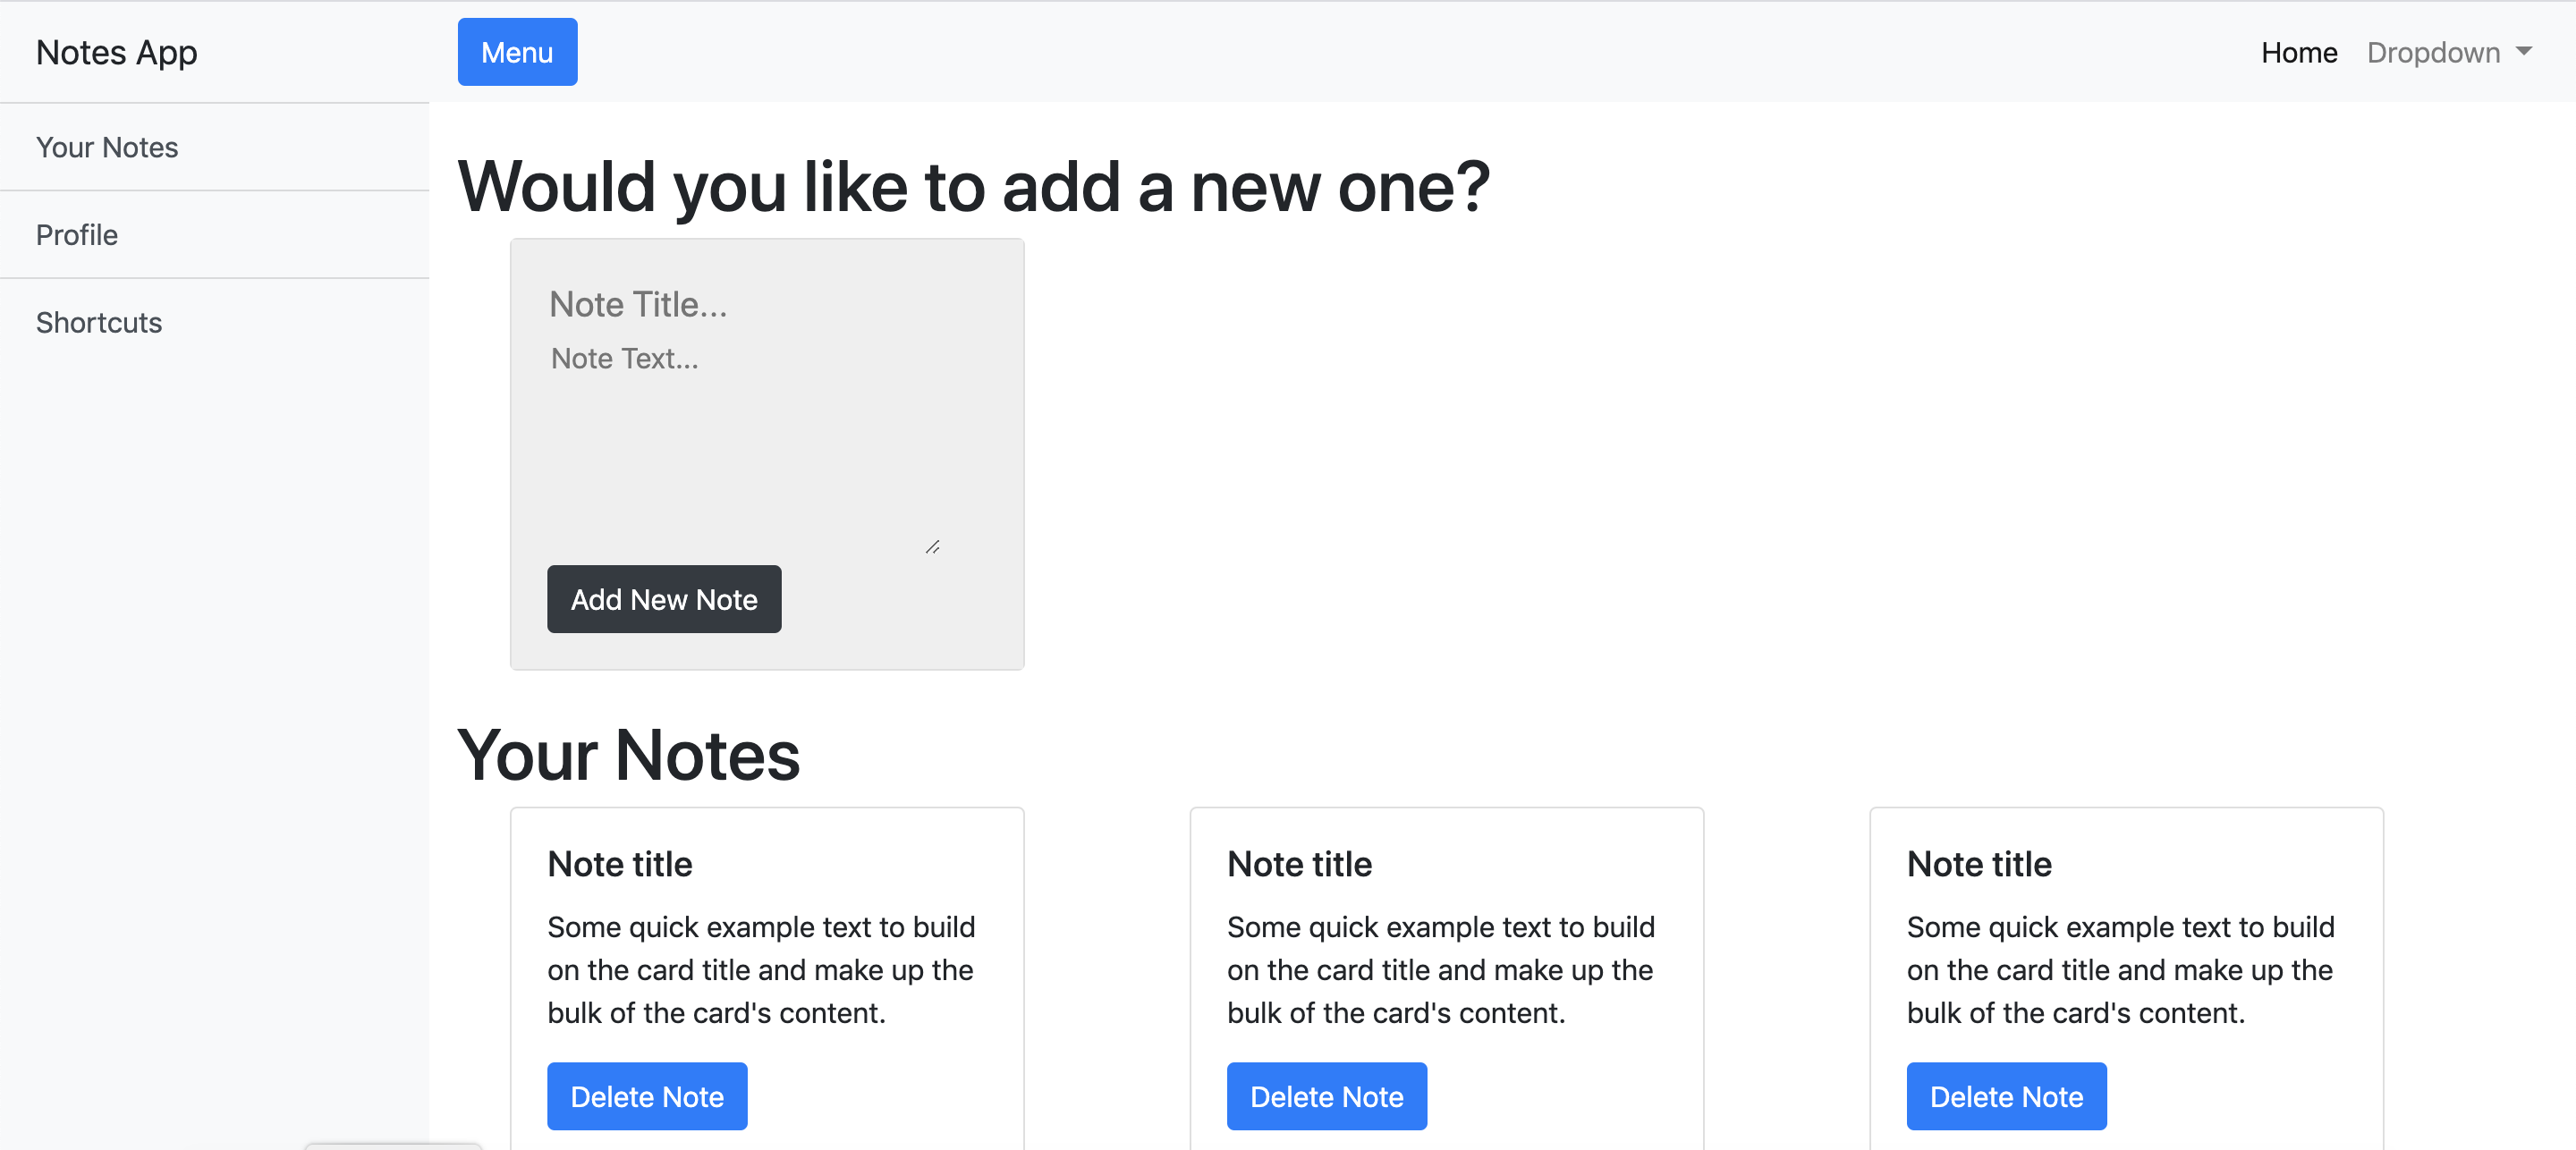 Notes App
Menu
Home
Dropdown
Your Notes
Profile
Shortcuts
Would you like to add a new one?
Note Title...
Note Text...
Add New Note
Your Notes
Note title
Some quick example text to build
on the card title and make up the
bulk of the card's content.
Delete Note
Note title
Some quick example text to build
on the card title and make up the
bulk of the card's content.
Delete Note
Note title
Some quick example text to build
on the card title and make up the
bulk of the card's content.
Delete Note